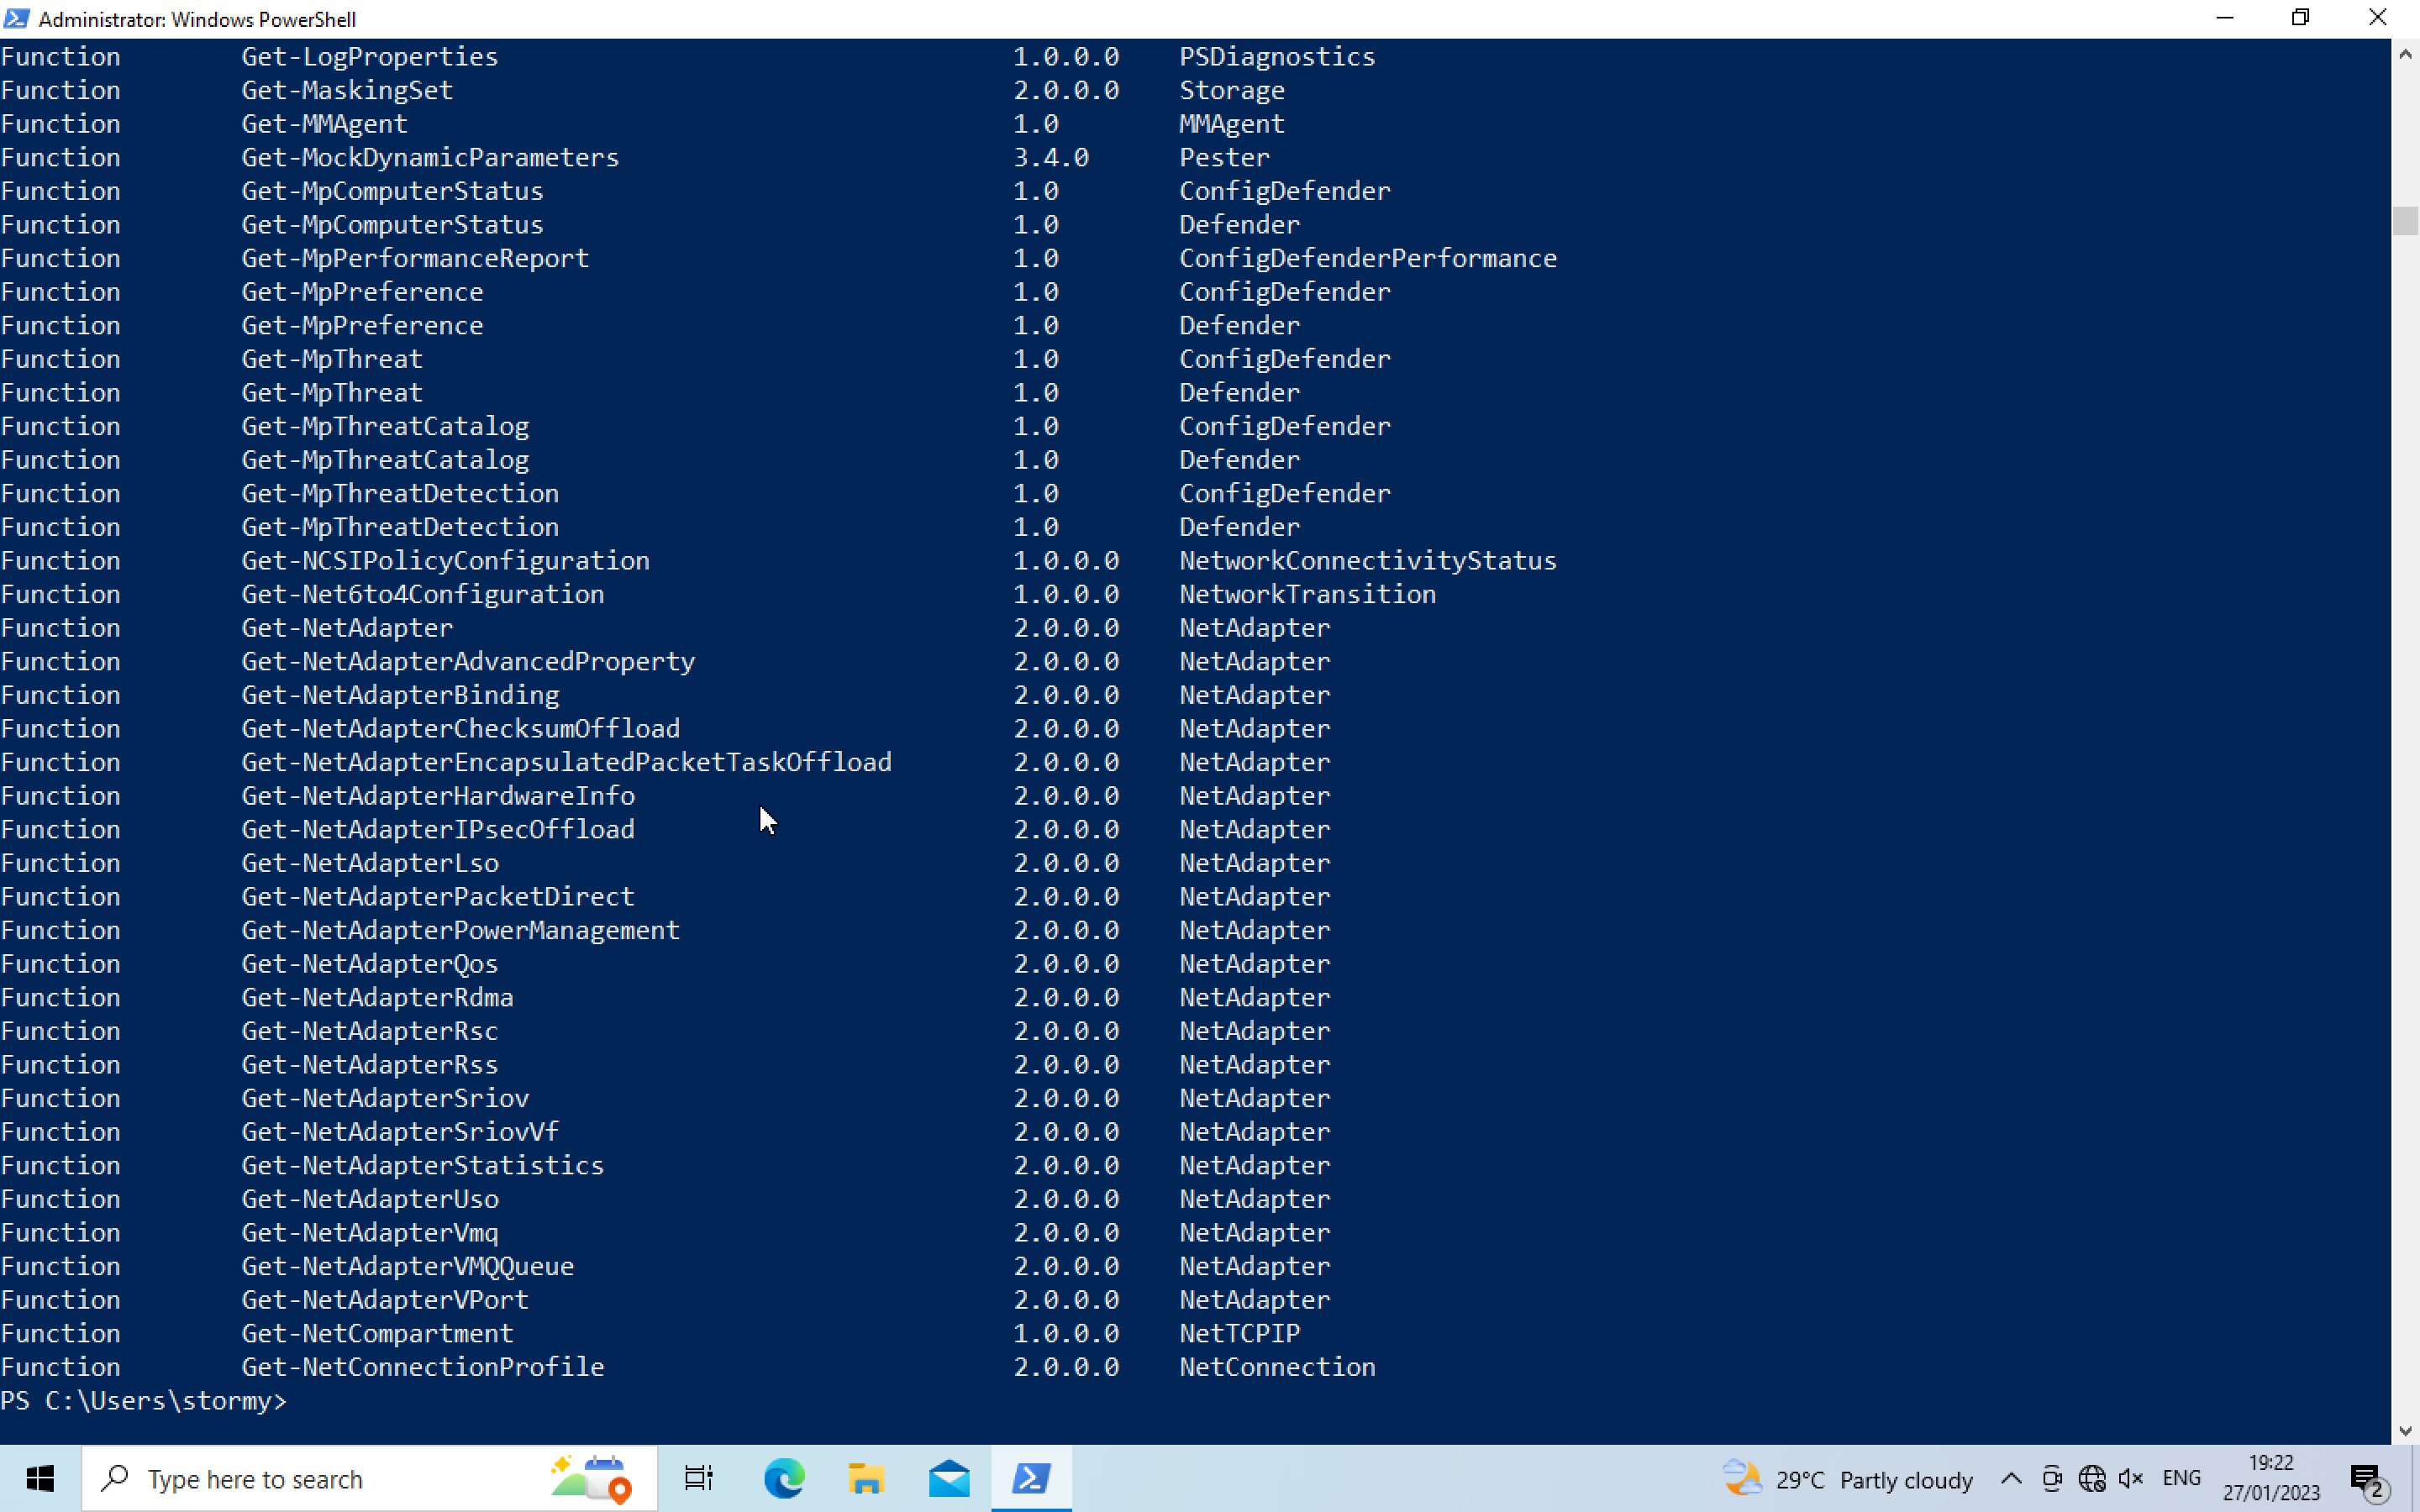 Administrator: Windows PowerShell
Function Get-LogProperties 1.0.0.0 PSDiagnostics
Function Get-MaskingSet 2.0.0.0 Storage
Function Get-MMAgent 1.0 MMAgent
Function Get-MockDynamicParameters 3.4.0 Pester
Function Get-MpComputerStatus 1.0 ConfigDefender
Function Get-MpComputerStatus 1.0 Defender
Function Get-MpPerformanceReport 1.0 ConfigDefenderPerformance
Function Get-MpPreference 1.0 ConfigDefender
Function Get-MpPreference 1.0 Defender
Function Get-MpThreat 1.0 ConfigDefender
Function Get-MpThreat 1.0 Defender
Function Get-MpThreatCatalog 1.0 ConfigDefender
Function Get-MpThreatCatalog 1.0 Defender
Function Get-MpThreatDetection 1.0 ConfigDefender
Function Get-MpThreatDetection 1.0 Defender
Function Get-NCSIPolicyConfiguration 1.0.0.0 NetworkConnectivityStatus
Function Get-Net6to4Configuration 1.0.0.0 NetworkTransition
Function Get-NetAdapter 2.0.0.0 NetAdapter
Function Get-NetAdapterAdvancedProperty 2.0.0.0 NetAdapter
Function Get-NetAdapterBinding 2.0.0.0 NetAdapter
Function Get-NetAdapterChecksumOffload 2.0.0.0 NetAdapter
Function Get-NetAdapterEncapsulatedPacketTaskOffload 2.0.0.0 NetAdapter
Function Get-NetAdapterHardwareInfo 2.0.0.0 NetAdapter
Function Get-NetAdapterIPsecOffload 2.0.0.0 NetAdapter
Function Get-NetAdapterLso 2.0.0.0 NetAdapter
Function Get-NetAdapterPacketDirect 2.0.0.0 NetAdapter
Function Get-NetAdapterPowerManagement 2.0.0.0 NetAdapter
Function Get-NetAdapterQos 2.0.0.0 NetAdapter
Function Get-NetAdapterRdma 2.0.0.0 NetAdapter
Function Get-NetAdapterRsc 2.0.0.0 NetAdapter
Function Get-NetAdapterRss 2.0.0.0 NetAdapter
Function Get-NetAdapterSriov 2.0.0.0 NetAdapter
Function Get-NetAdapterSriovVf 2.0.0.0 NetAdapter
Function Get-NetAdapterStatistics 2.0.0.0 NetAdapter
Function Get-NetAdapterUso 2.0.0.0 NetAdapter
Function Get-NetAdapterVmq 2.0.0.0 NetAdapter
Function Get-NetAdapterVMQQueue 2.0.0.0 NetAdapter
Function Get-NetAdapterVPort 2.0.0.0 NetAdapter
Function Get-NetCompartment 1.0.0.0 NetTCPIP
Function Get-NetConnectionProfile 2.0.0.0 NetConnection
PS C:\Users\stormy>
Type here to search
29°C Partly cloudy
ENG
19:22
27/01/2023
2